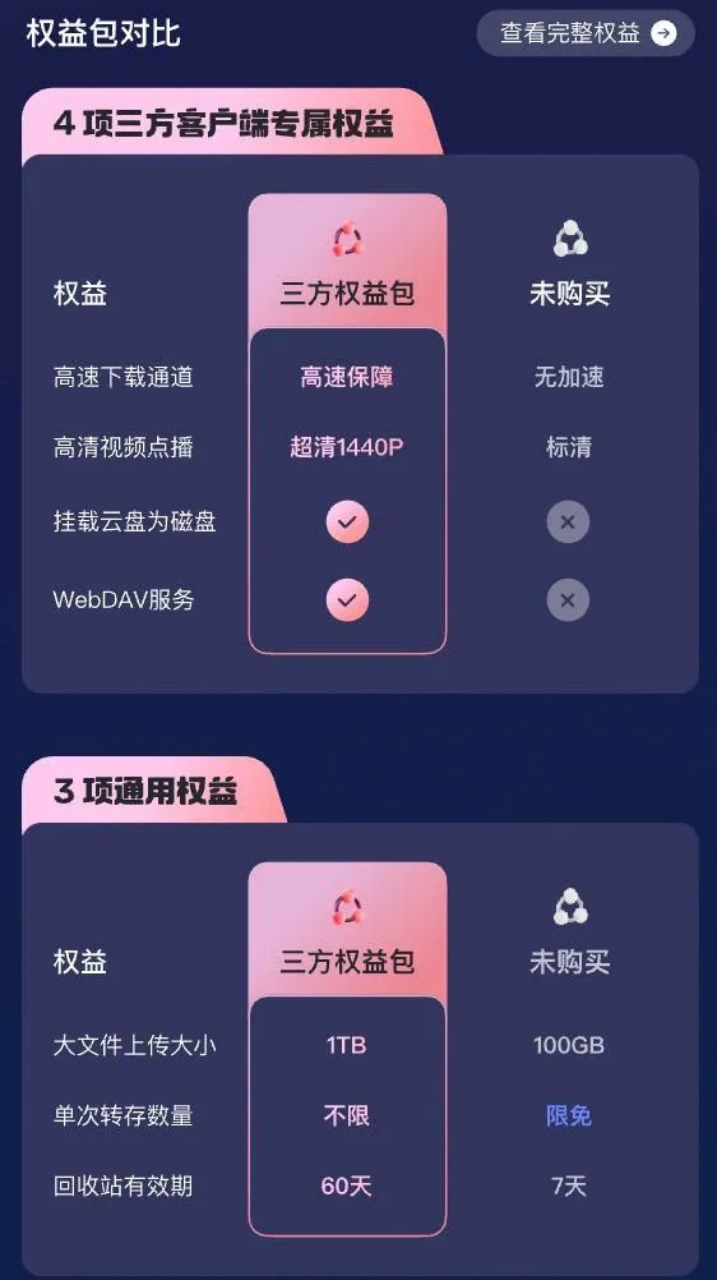 权益包对比
查看完整权益
4 项三方客户端专属权益
权益 三方权益包 未购买
高速下载通道 高速保障 无加速
高清视频点播 超清1440P 标清
挂载云盘为磁盘
WebDAV服务
3 项通用权益
权益 三方权益包 未购买
大文件上传大小 1TB 100GB
单次转存数量 不限 限免
回收站有效期 60天 7天